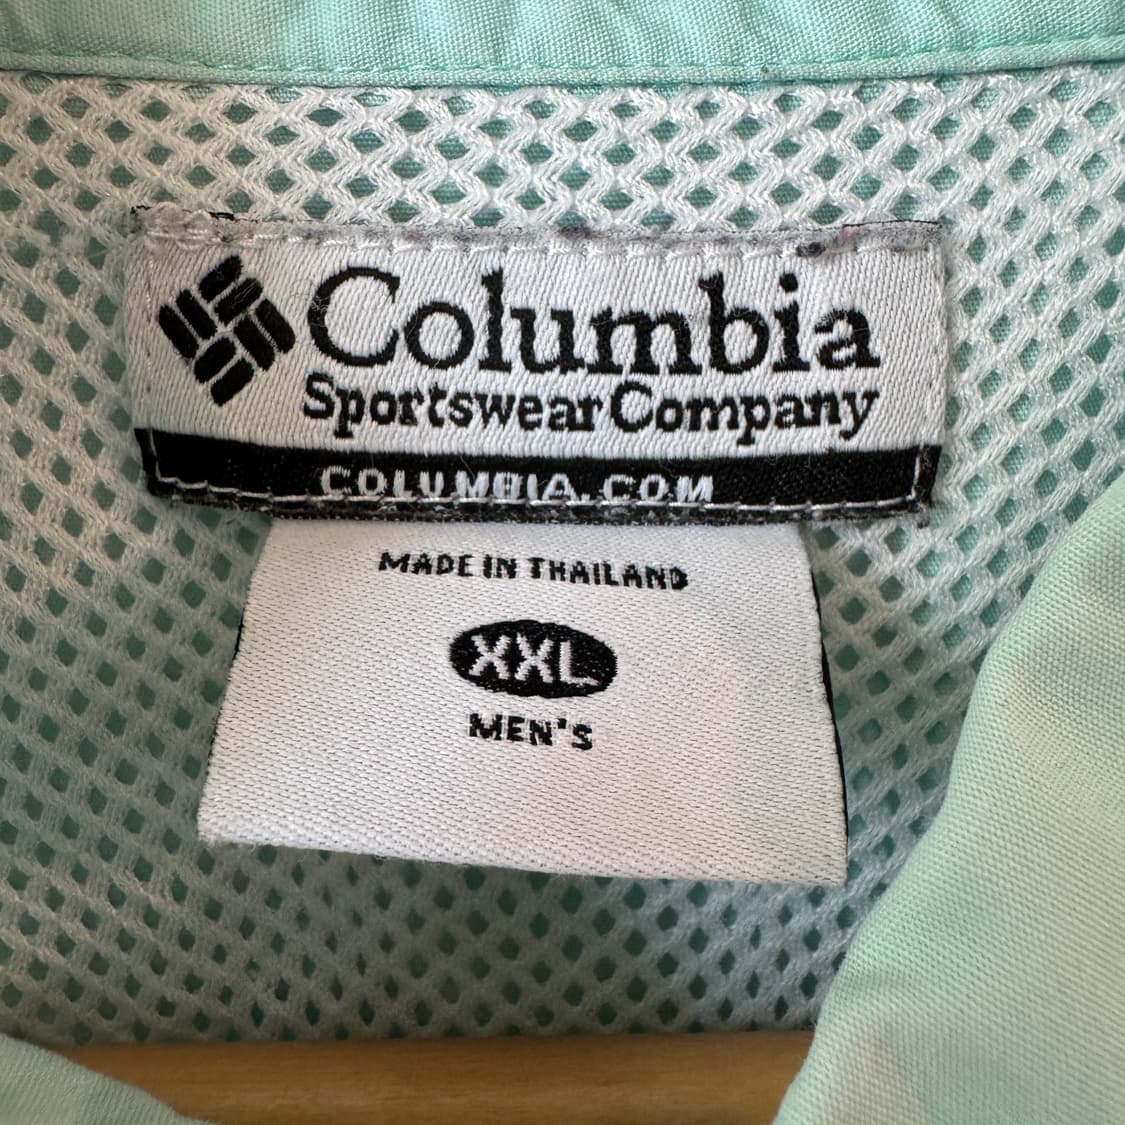 Columbia
Sportswear Company
COLUMBIA.COM
MADE IN THAILAND
XXL
MEN'S